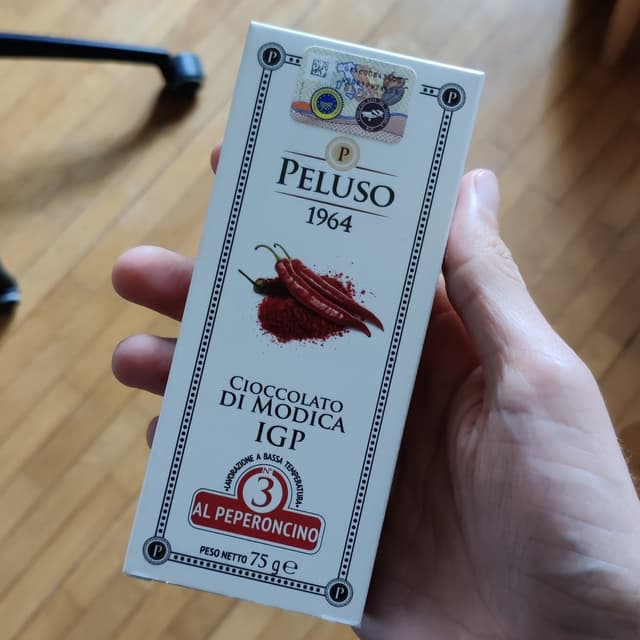 P
P
P
PELUSO
1964
CIOCCOLATO
DI MODICA
IGP
•LAVORAZIONE A BASSA TEMPERATURA•
N°
3
AL PEPERONCINO
PESO NETTO 75 g ℮
P
P